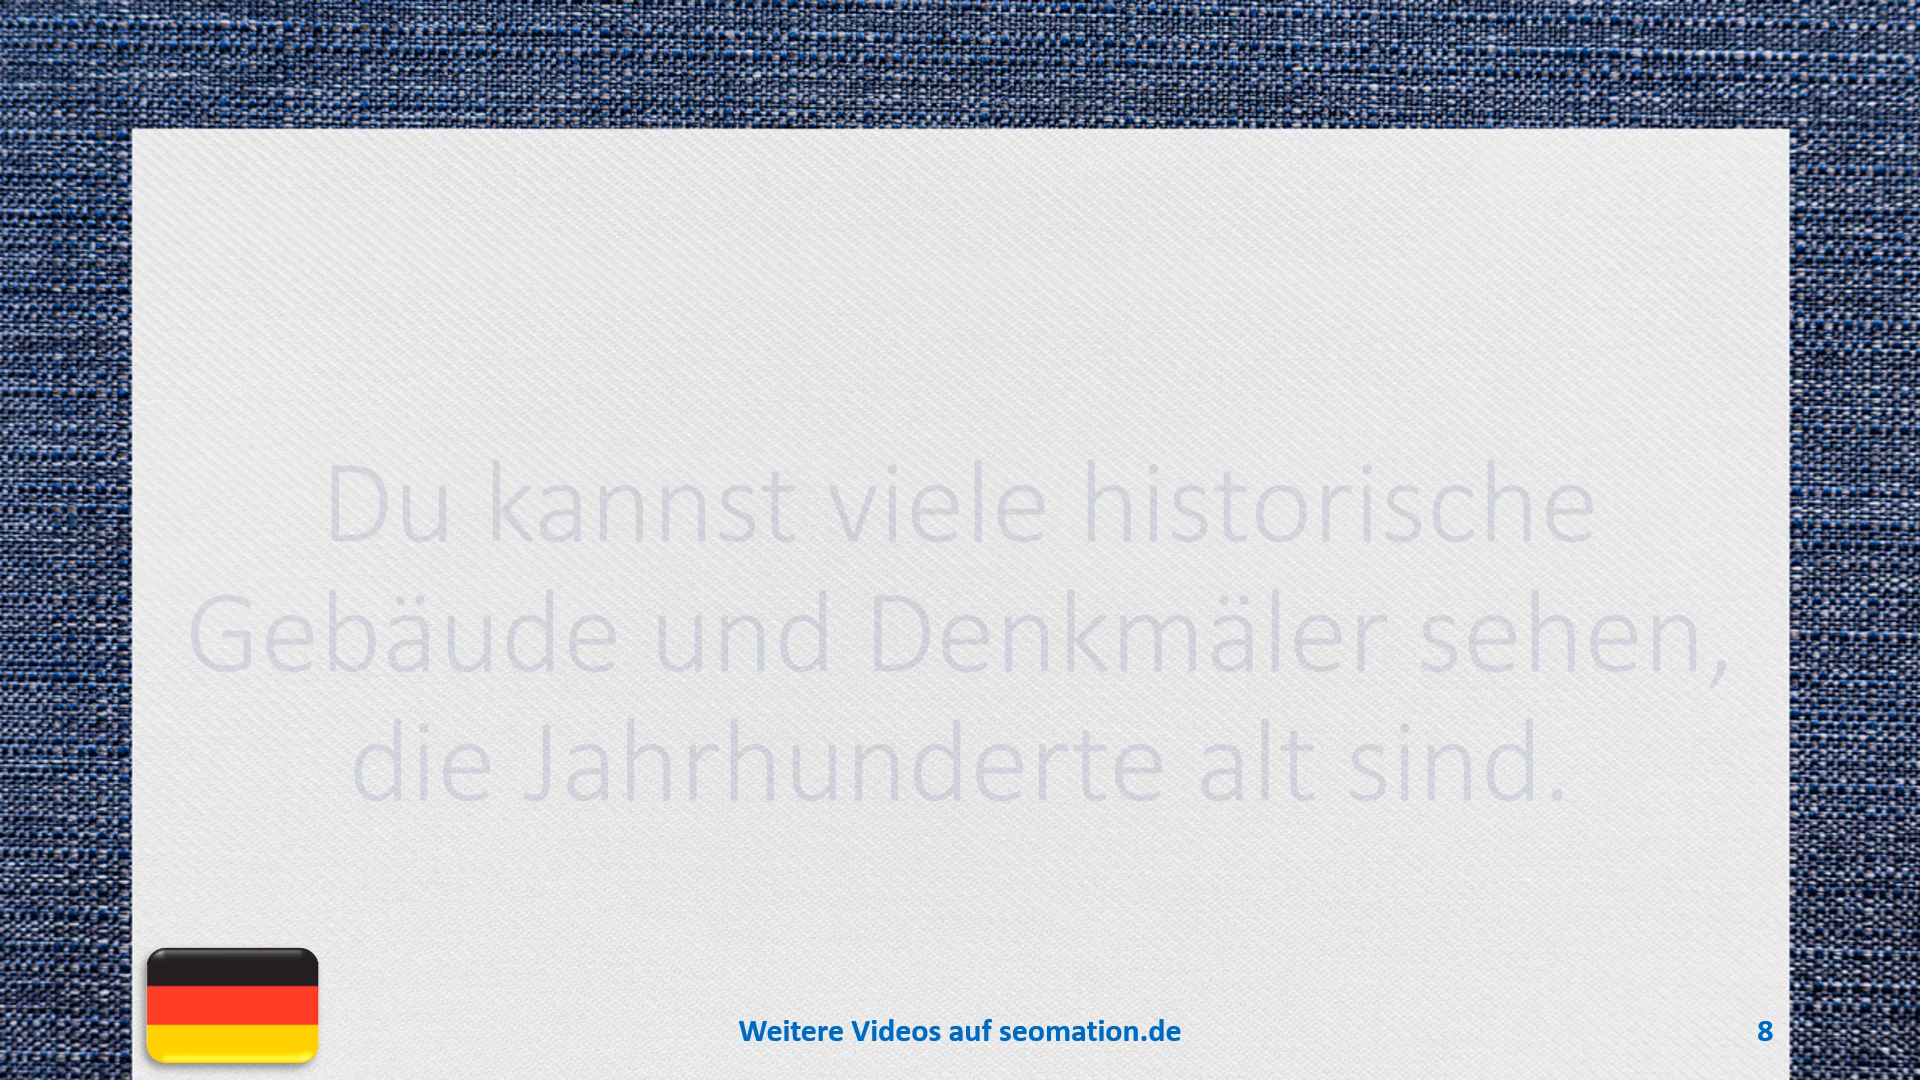 Du kannst viele historische
Gebäude und Denkmäler sehen,
die Jahrhunderte alt sind.
Weitere Videos auf seomation.de
8